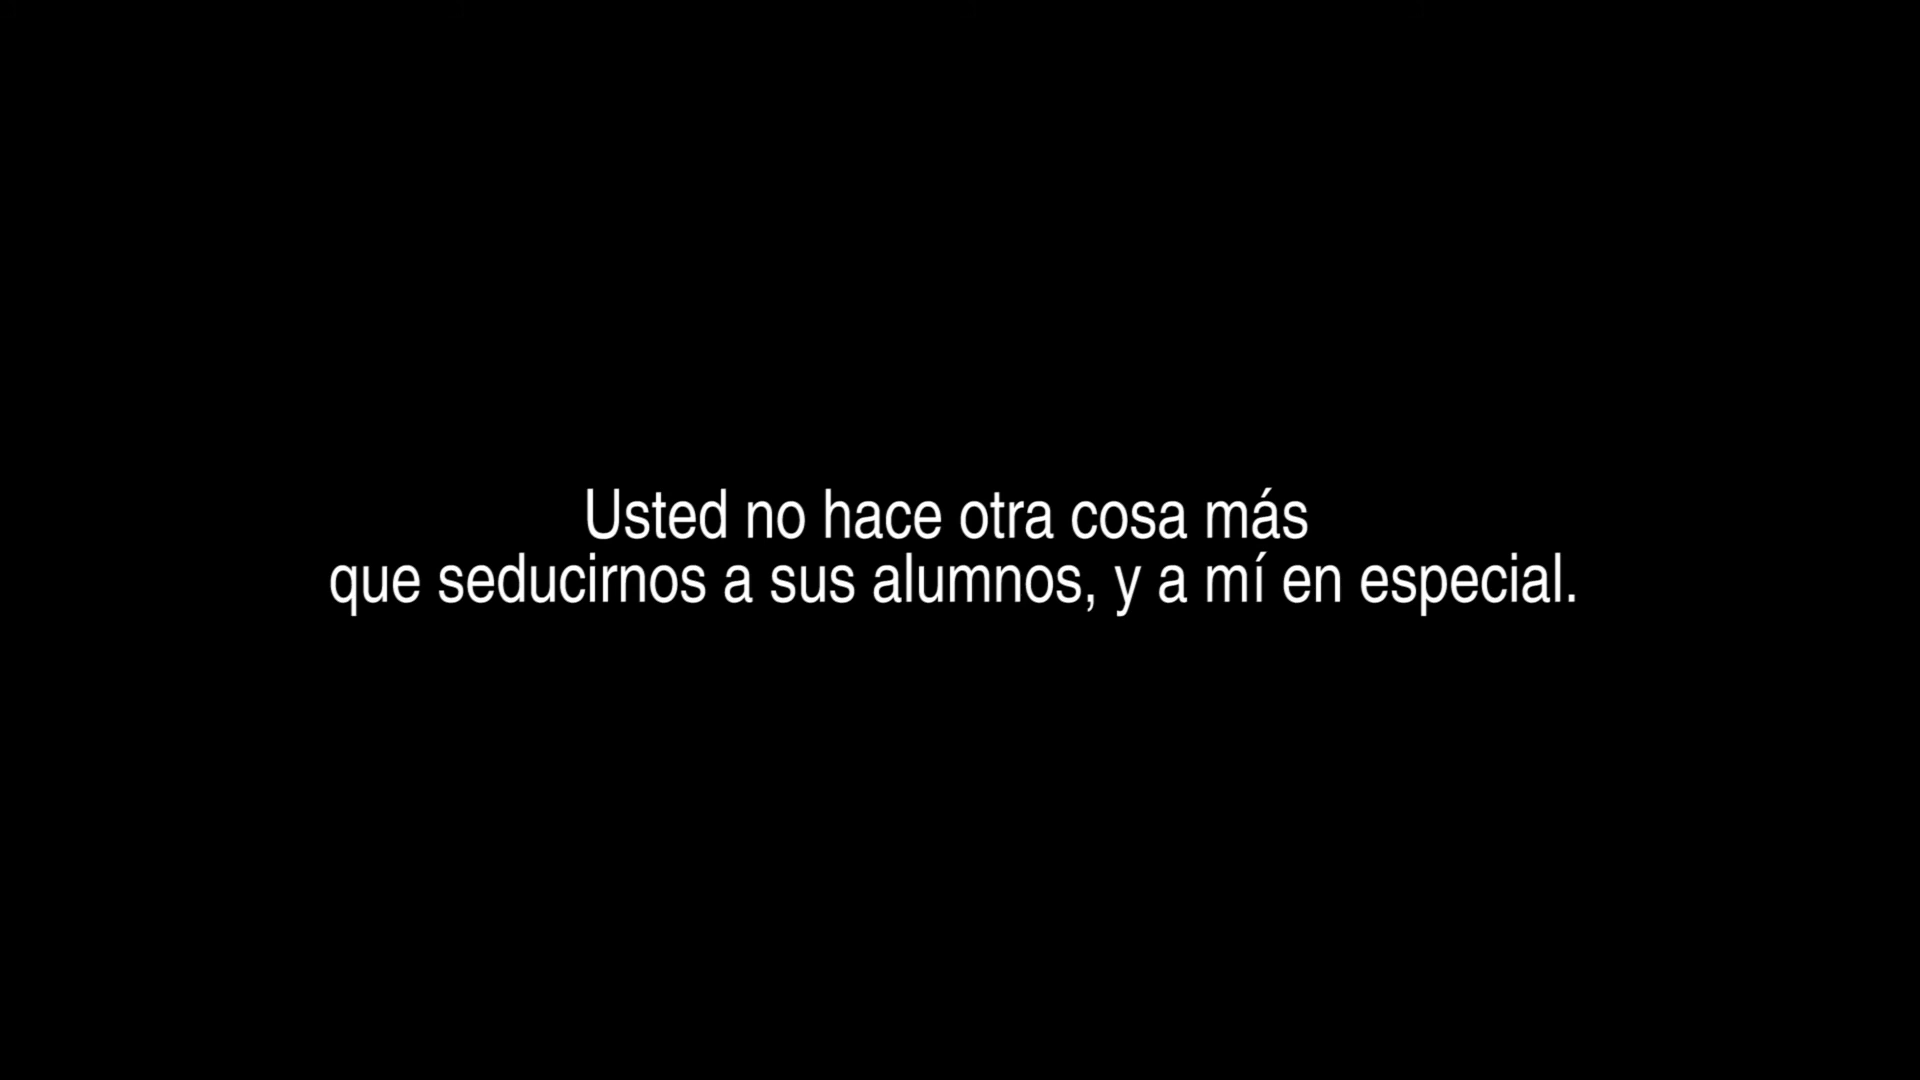 Usted no hace otra cosa más
que seducirnos a sus alumnos, y a mí en especial.